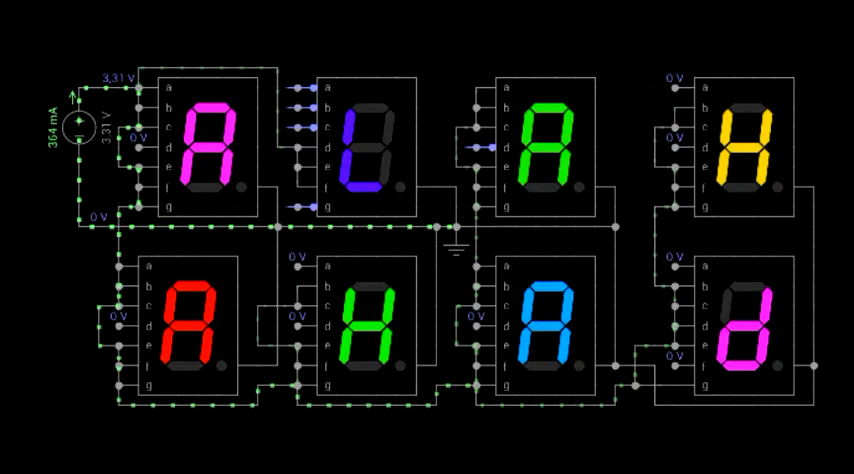 3,31 V 0 V
a a a a
b b b b
364 mA 3,31 V
c c c c
0 V 0 V
A L A H
d d d d
e e e e
f f f f
g g g g
0 V
0 V 0 V
a a a a
b b b b
c c c c
0 V 0 V 0 V
A H A d
d d d d
e e e e
0 V
f f f f
g g g g